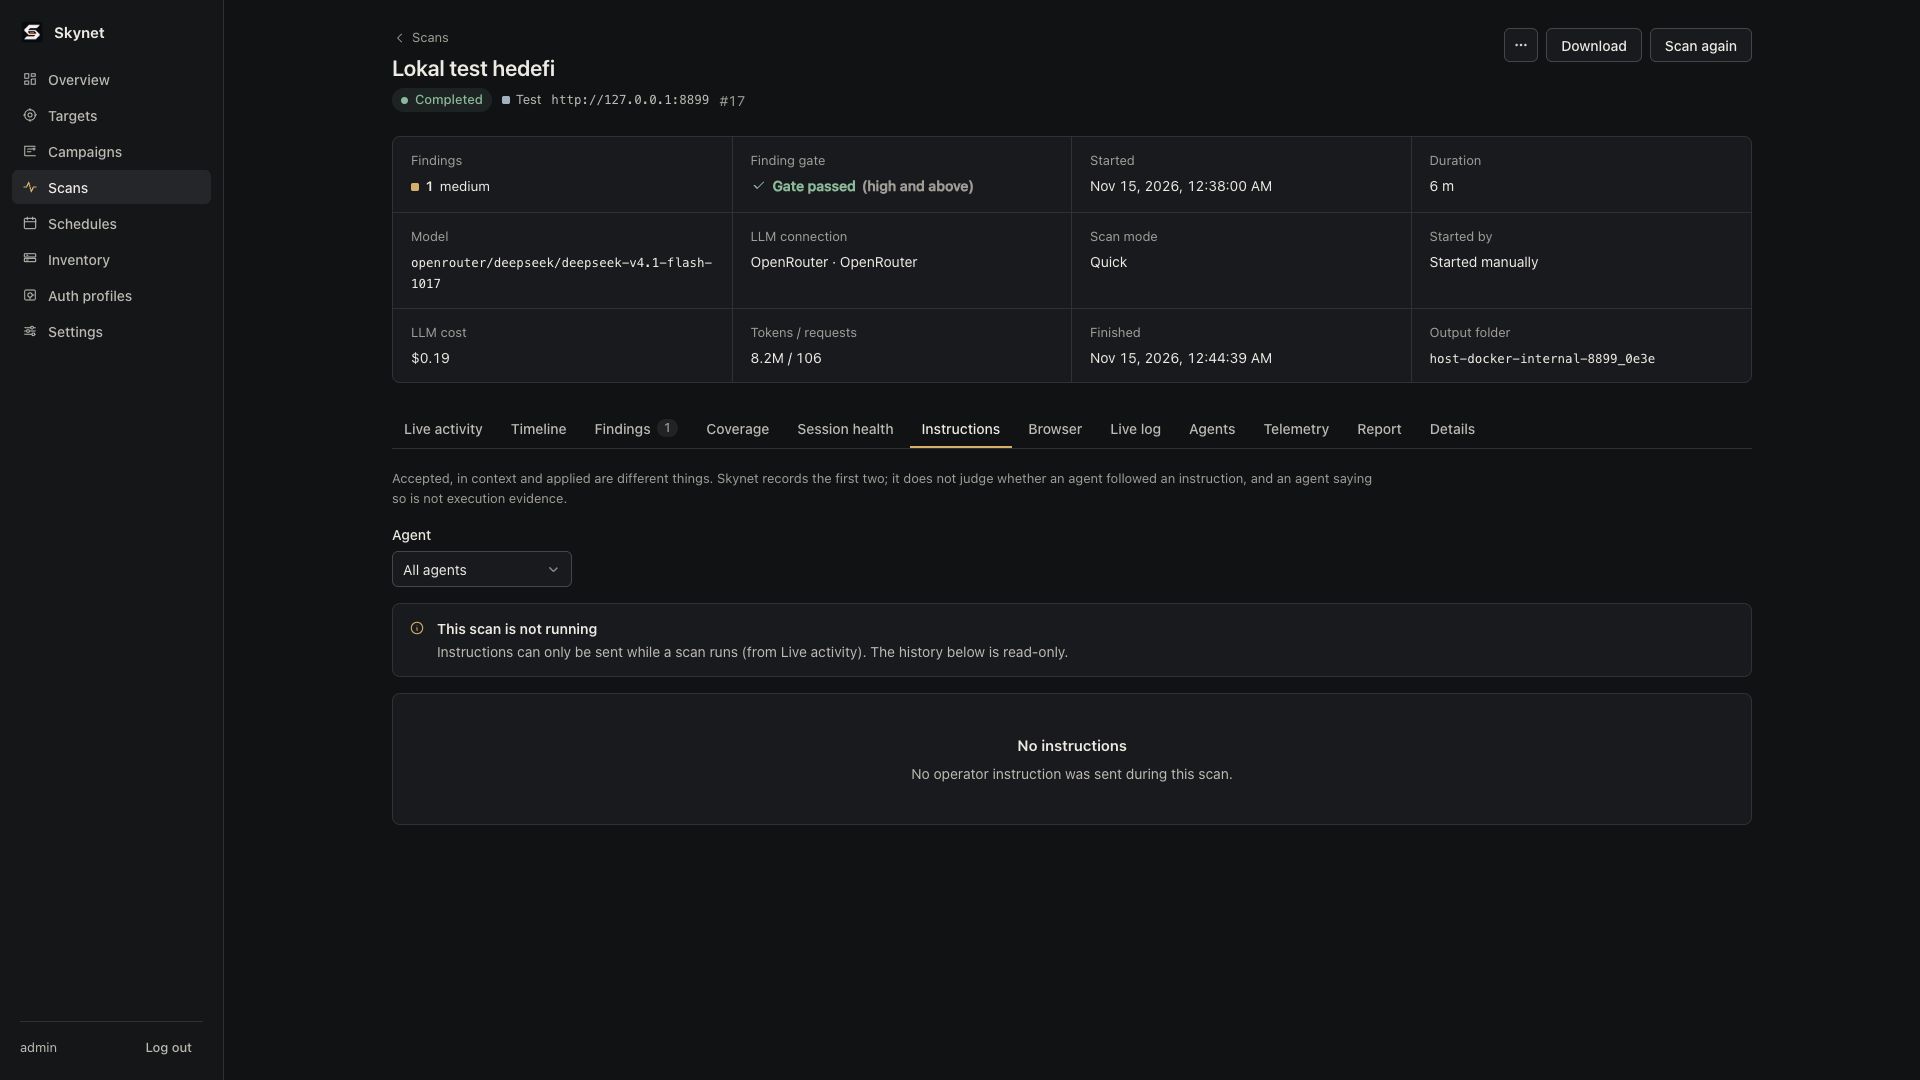 Skynet
Overview
Targets
Campaigns
Scans
Schedules
Inventory
Auth profiles
Settings
admin
Log out
Scans
Lokal test hedefi
Completed
Test
http://127.0.0.1:8899
#17
...
Download
Scan again
Findings
1 medium
Finding gate
Gate passed (high and above)
Started
Nov 15, 2026, 12:38:00 AM
Duration
6 m
Model
openrouter/deepseek/deepseek-v4.1-flash-
1017
LLM connection
OpenRouter · OpenRouter
Scan mode
Quick
Started by
Started manually
LLM cost
$0.19
Tokens / requests
8.2M / 106
Finished
Nov 15, 2026, 12:44:39 AM
Output folder
host-docker-internal-8899_0e3e
Live activity
Timeline
Findings 1
Coverage
Session health
Instructions
Browser
Live log
Agents
Telemetry
Report
Details
Accepted, in context and applied are different things. Skynet records the first two; it does not judge whether an agent followed an instruction, and an agent saying
so is not execution evidence.
Agent
All agents
This scan is not running
Instructions can only be sent while a scan runs (from Live activity). The history below is read-only.
No instructions
No operator instruction was sent during this scan.